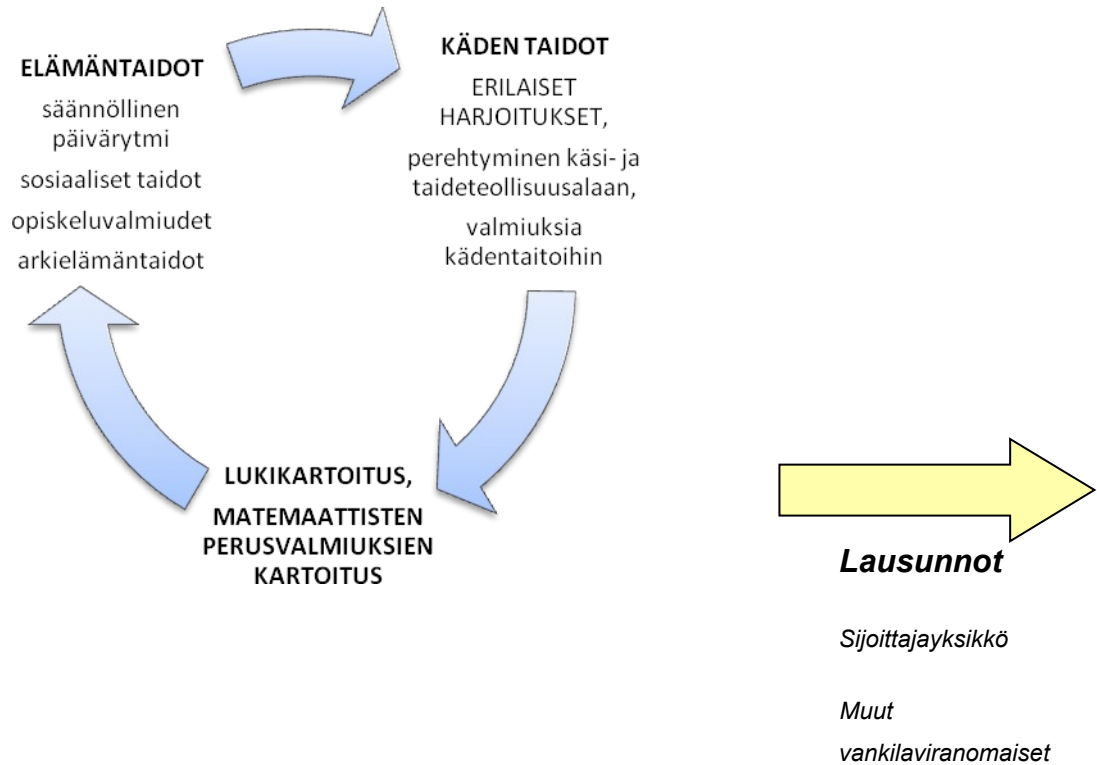 ELÄMÄNTAIDOT
säännöllinen
päivärytmi
sosiaaliset taidot
opiskeluvalmiudet
arkielämäntaidot
KÄDEN TAIDOT
ERILAISET
HARJOITUKSET,
perehtyminen käsi- ja
taideteollisuusalaan,
valmiuksia
kädentaitoihin
LUKIKARTOITUS,
MATEMAATTISTEN
PERUSVALMIUKSIEN
KARTOITUS
Lausunnot
Sijoittajayksikkö
Muut
vankilaviranomaiset